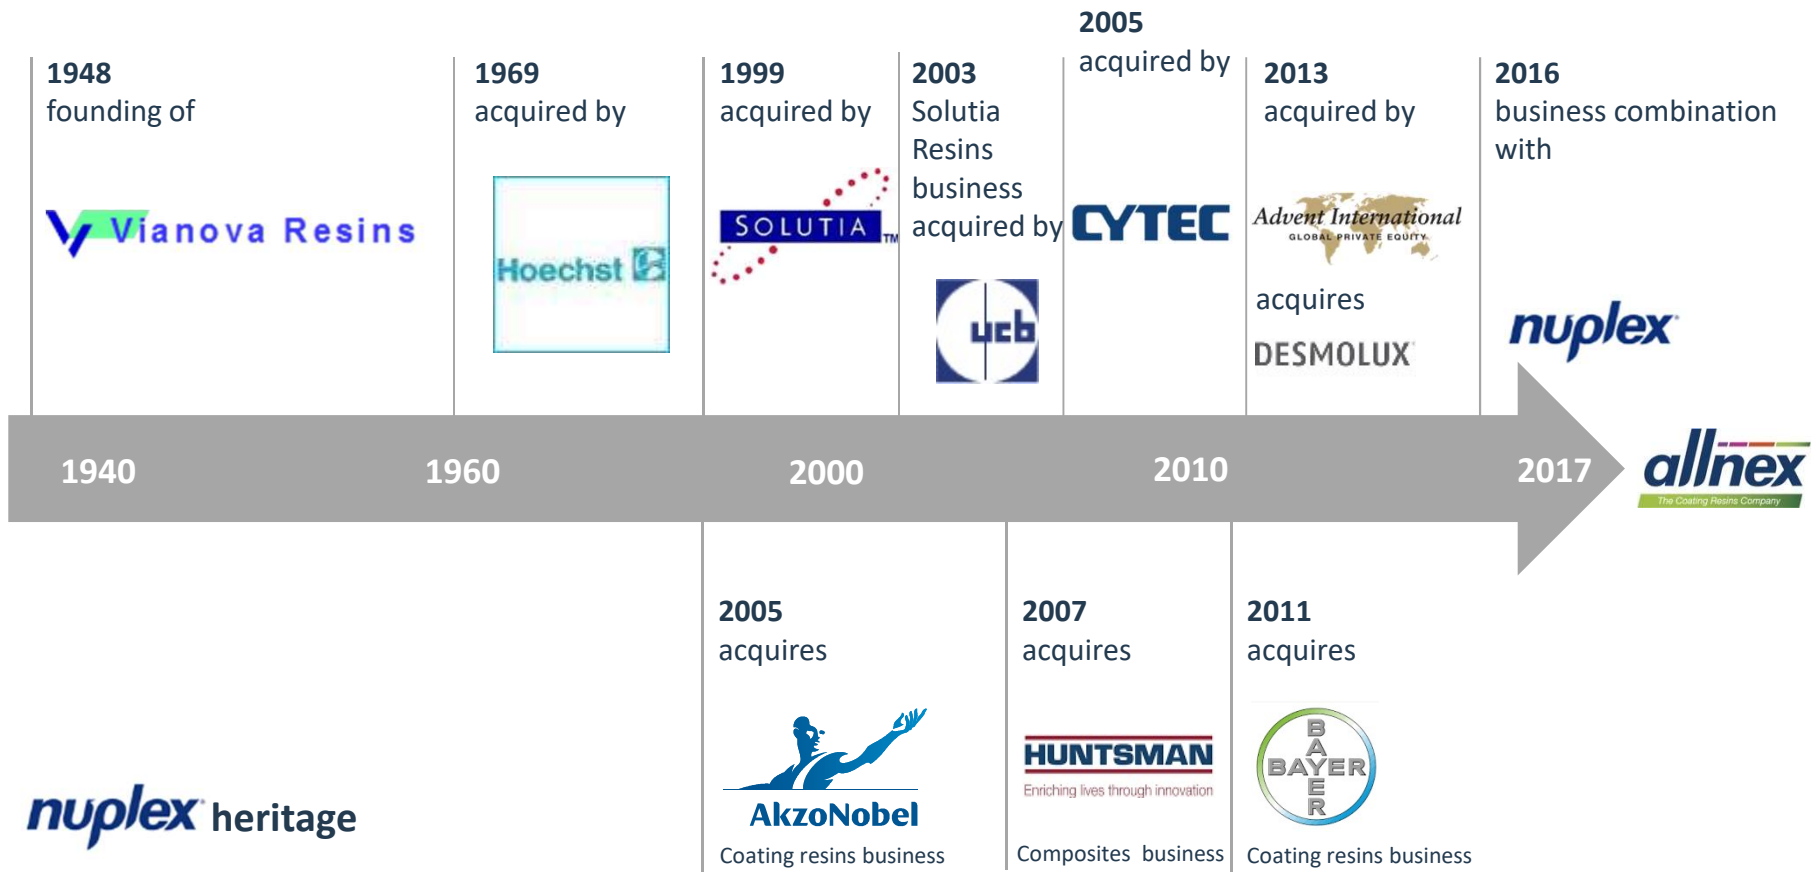 1948
founding of
Vianova Resins
1969
acquired by
Hoechst
1999
acquired by
SOLUTIA TM
2003
Solutia
Resins
business
acquired by
ucb
2005
acquired by
CYTEC
2013
acquired by
Advent International
GLOBAL PRIVATE EQUITY
acquires
DESMOLUX
2016
business combination
with
nuplex
1940
1960
2000
2010
2017
allnex
The Coating Resins Company
2005
acquires
AkzoNobel
Coating resins business
2007
acquires
HUNTSMAN
Enriching lives through innovation
Composites business
2011
acquires
BAYER
BAYER
Coating resins business
nuplex heritage